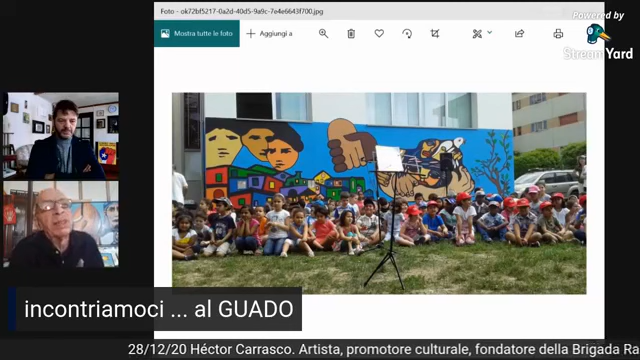 Foto - ok72bf5217-0a2d-40d5-9a9c-7e4e6643f700.jpg
Powered by
StreamYard
Mostra tutte le foto
Aggiungi a
incontriamoci ... al GUADO
28/12/20 Héctor Carrasco. Artista, promotore culturale, fondatore della Brigada Ra